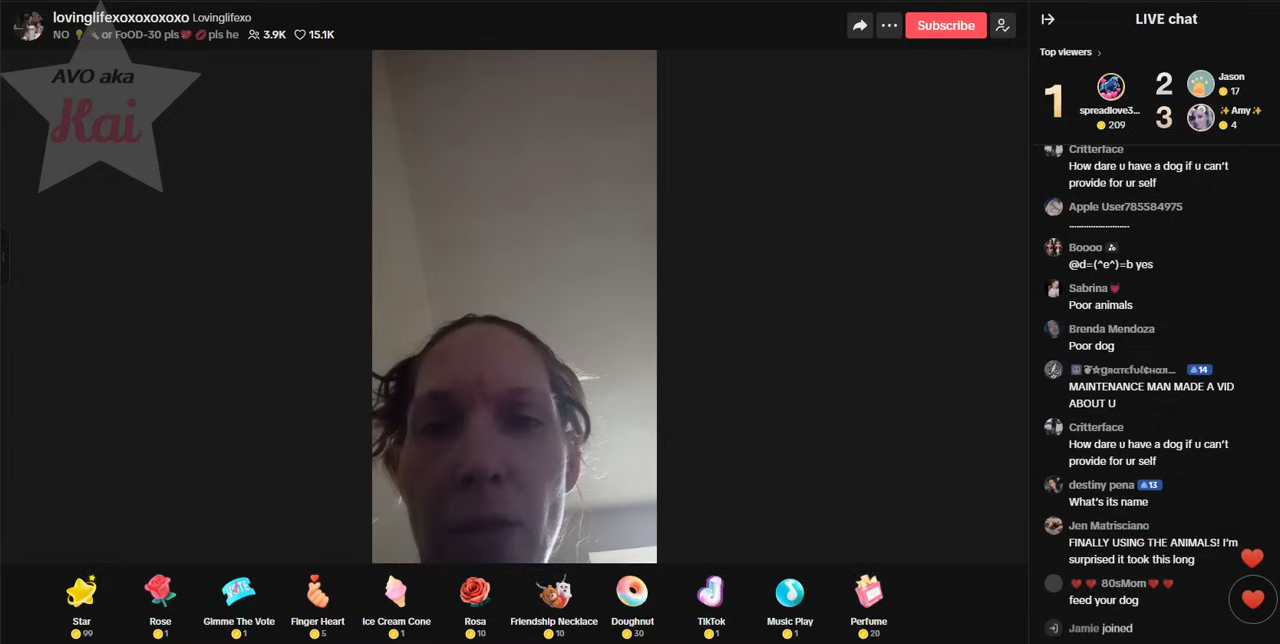 lovinglifexoxoxoxoxo Lovinglifexo
NO 💡🔌 or FoOD-30 pls❤️ 💋 pls he 3.9K 15.1K
Subscribe
AVO aka
Kai
LIVE chat
Top viewers
1
spreadlove3...
209
2
Jason
17
3
✨Amy✨
4
Critterface
How dare u have a dog if u can't
provide for ur self
Apple User785584975
..........................
Boooo
@d=(^e^)=b yes
Sabrina💗
Poor animals
Brenda Mendoza
Poor dog
14
MAINTENANCE MAN MADE A VID
ABOUT U
Critterface
How dare u have a dog if u can't
provide for ur self
destiny pena 13
What's its name
Jen Matrisciano
FINALLY USING THE ANIMALS! I'm
surprised it took this long
❤️ ❤️ 80sMom❤️ ❤️
feed your dog
Jamie joined
VOTE
Star Rose Gimme The Vote Finger Heart Ice Cream Cone Rosa Friendship Necklace Doughnut TikTok Music Play Perfume
99 1 1 5 1 10 10 30 1 1 20